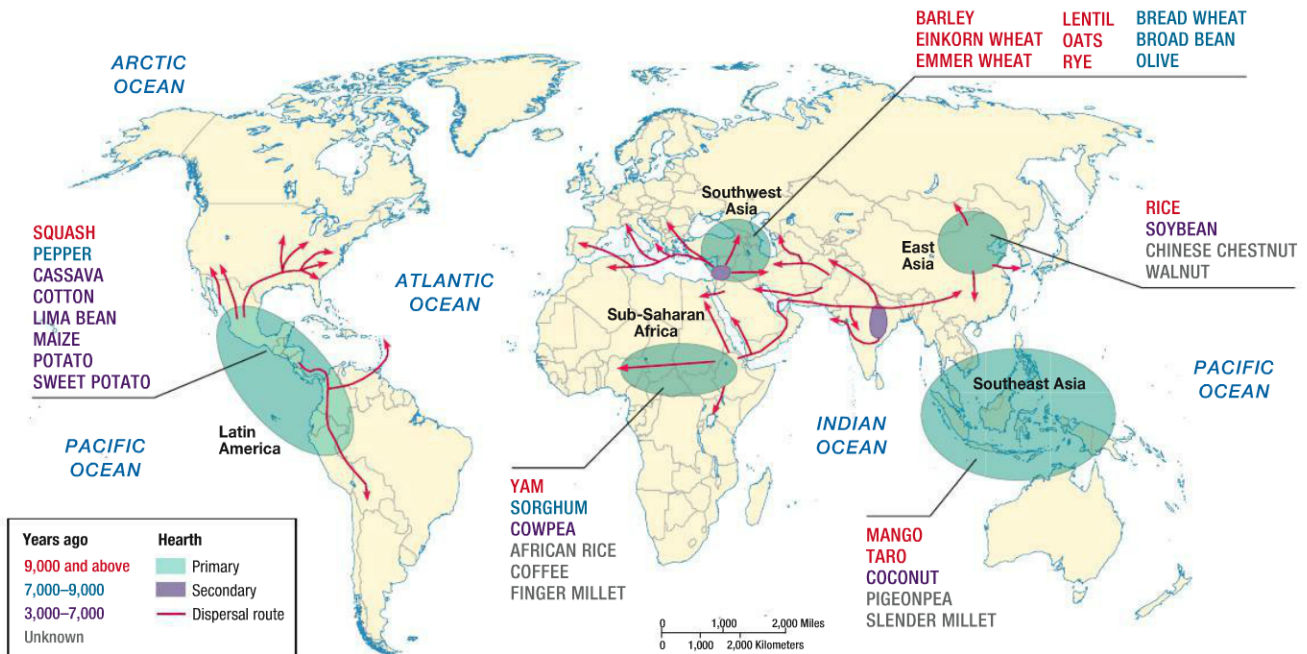 BARLEY
EINKORN WHEAT
EMMER WHEAT
LENTIL
OATS
RYE
BREAD WHEAT
BROAD BEAN
OLIVE
ARCTIC
OCEAN
Southwest
Asia
SQUASH
PEPPER
CASSAVA
COTTON
LIMA BEAN
MAIZE
POTATO
SWEET POTATO
ATLANTIC
OCEAN
East
Asia
RICE
SOYBEAN
CHINESE CHESTNUT
WALNUT
Sub-Saharan
Africa
Southeast Asia
PACIFIC
OCEAN
Latin
America
PACIFIC
OCEAN
INDIAN
OCEAN
YAM
SORGHUM
COWPEA
AFRICAN RICE
COFFEE
FINGER MILLET
MANGO
TARO
COCONUT
PIGEONPEA
SLENDER MILLET
Years ago
9,000 and above
7,000–9,000
3,000–7,000
Unknown
Hearth
Primary
Secondary
Dispersal route
0 1,000 2,000 Miles
0 1,000 2,000 Kilometers